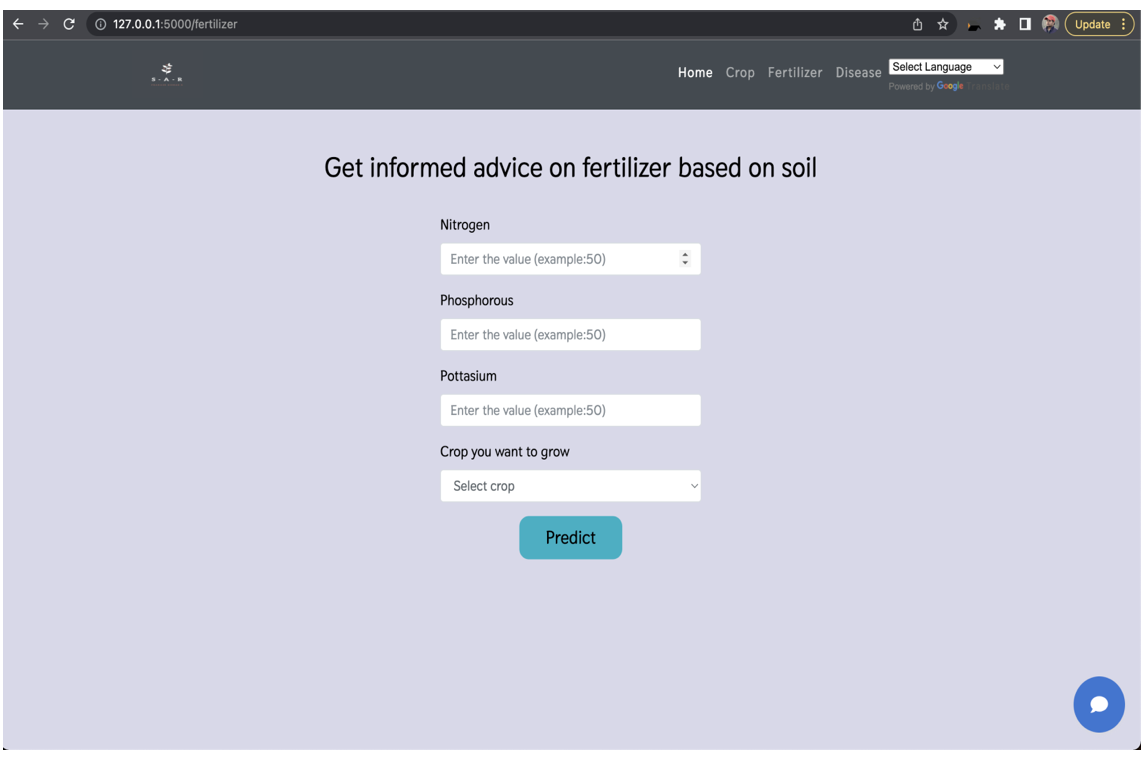 127.0.0.1:5000/fertilizer
Update
S - A - R
Home Crop Fertilizer Disease
Select Language
Powered by Google Translate
Get informed advice on fertilizer based on soil
Nitrogen
Enter the value (example:50)
Phosphorous
Enter the value (example:50)
Pottasium
Enter the value (example:50)
Crop you want to grow
Select crop
Predict